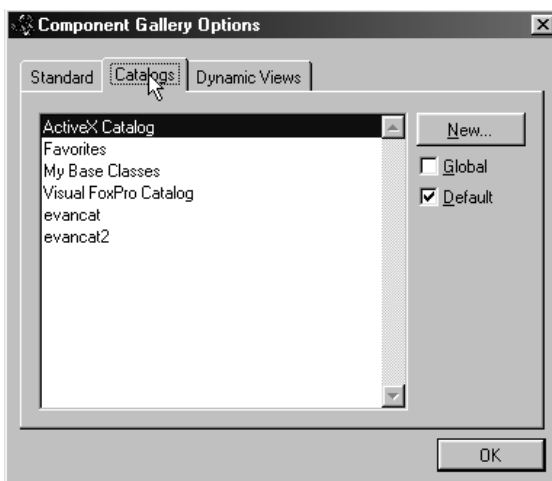 Component Gallery Options
Standard Catalogs Dynamic Views
ActiveX Catalog
Favorites
My Base Classes
Visual FoxPro Catalog
evancat
evancat2
New...
Global
Default
OK